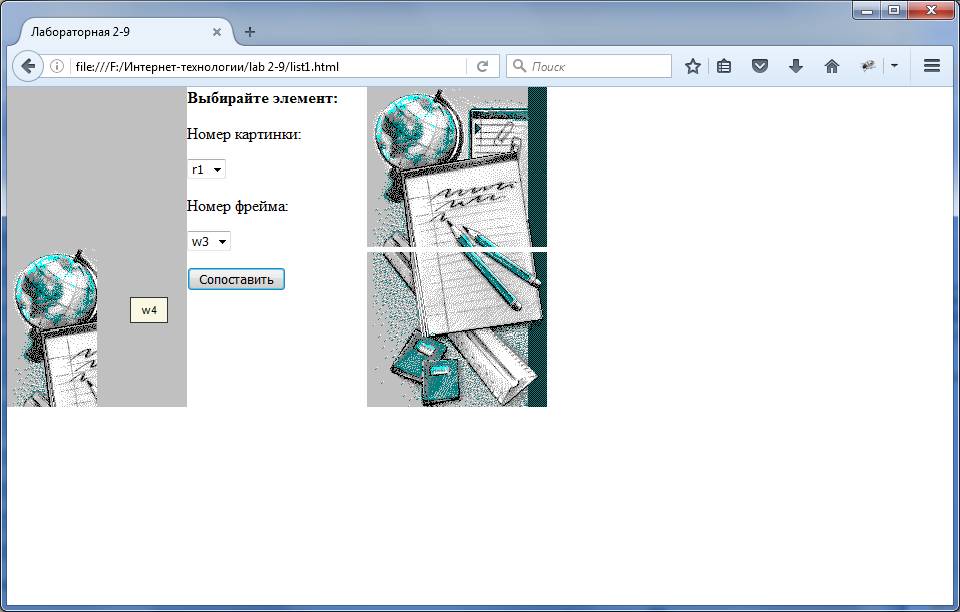 Лабораторная 2-9
file:///F:/Интернет-технологии/lab 2-9/list1.html
Поиск
Выбирайте элемент:
Номер картинки:
r1
Номер фрейма:
w3
Сопоставить
w4